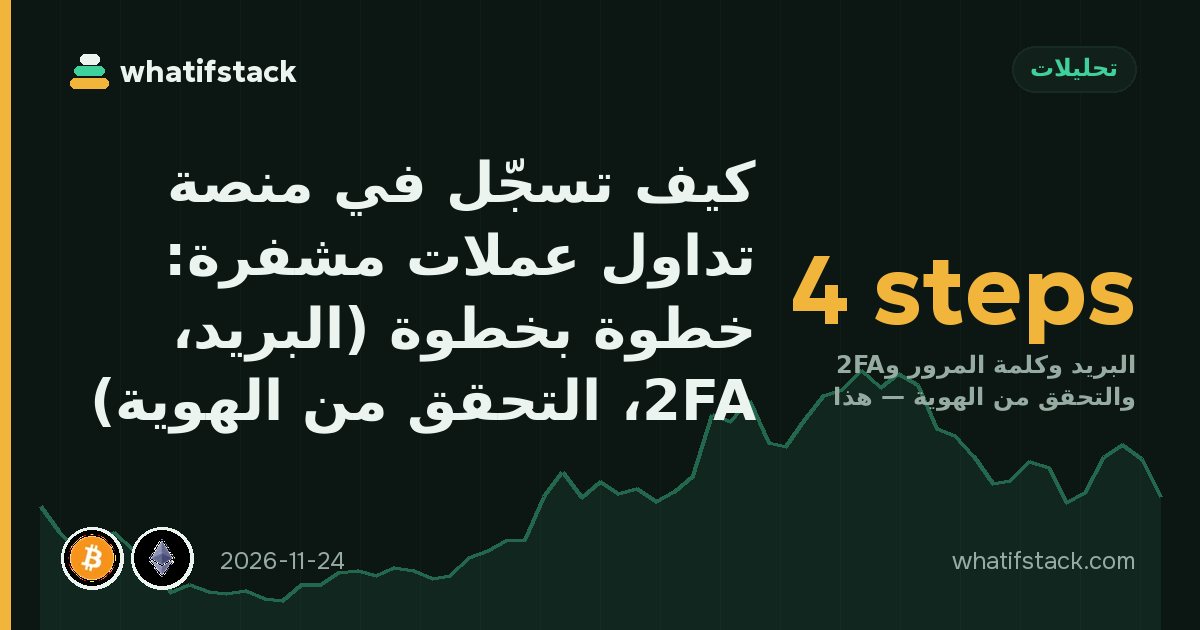 whatifstack
تحليلات
كيف تسجّل في منصة
تداول عملات مشفرة:
خطوة بخطوة (البريد،
2FA، التحقق من الهوية)
4 steps
البريد وكلمة المرور و2FA
والتحقق من الهوية — هذا
2026-11-24
whatifstack.com